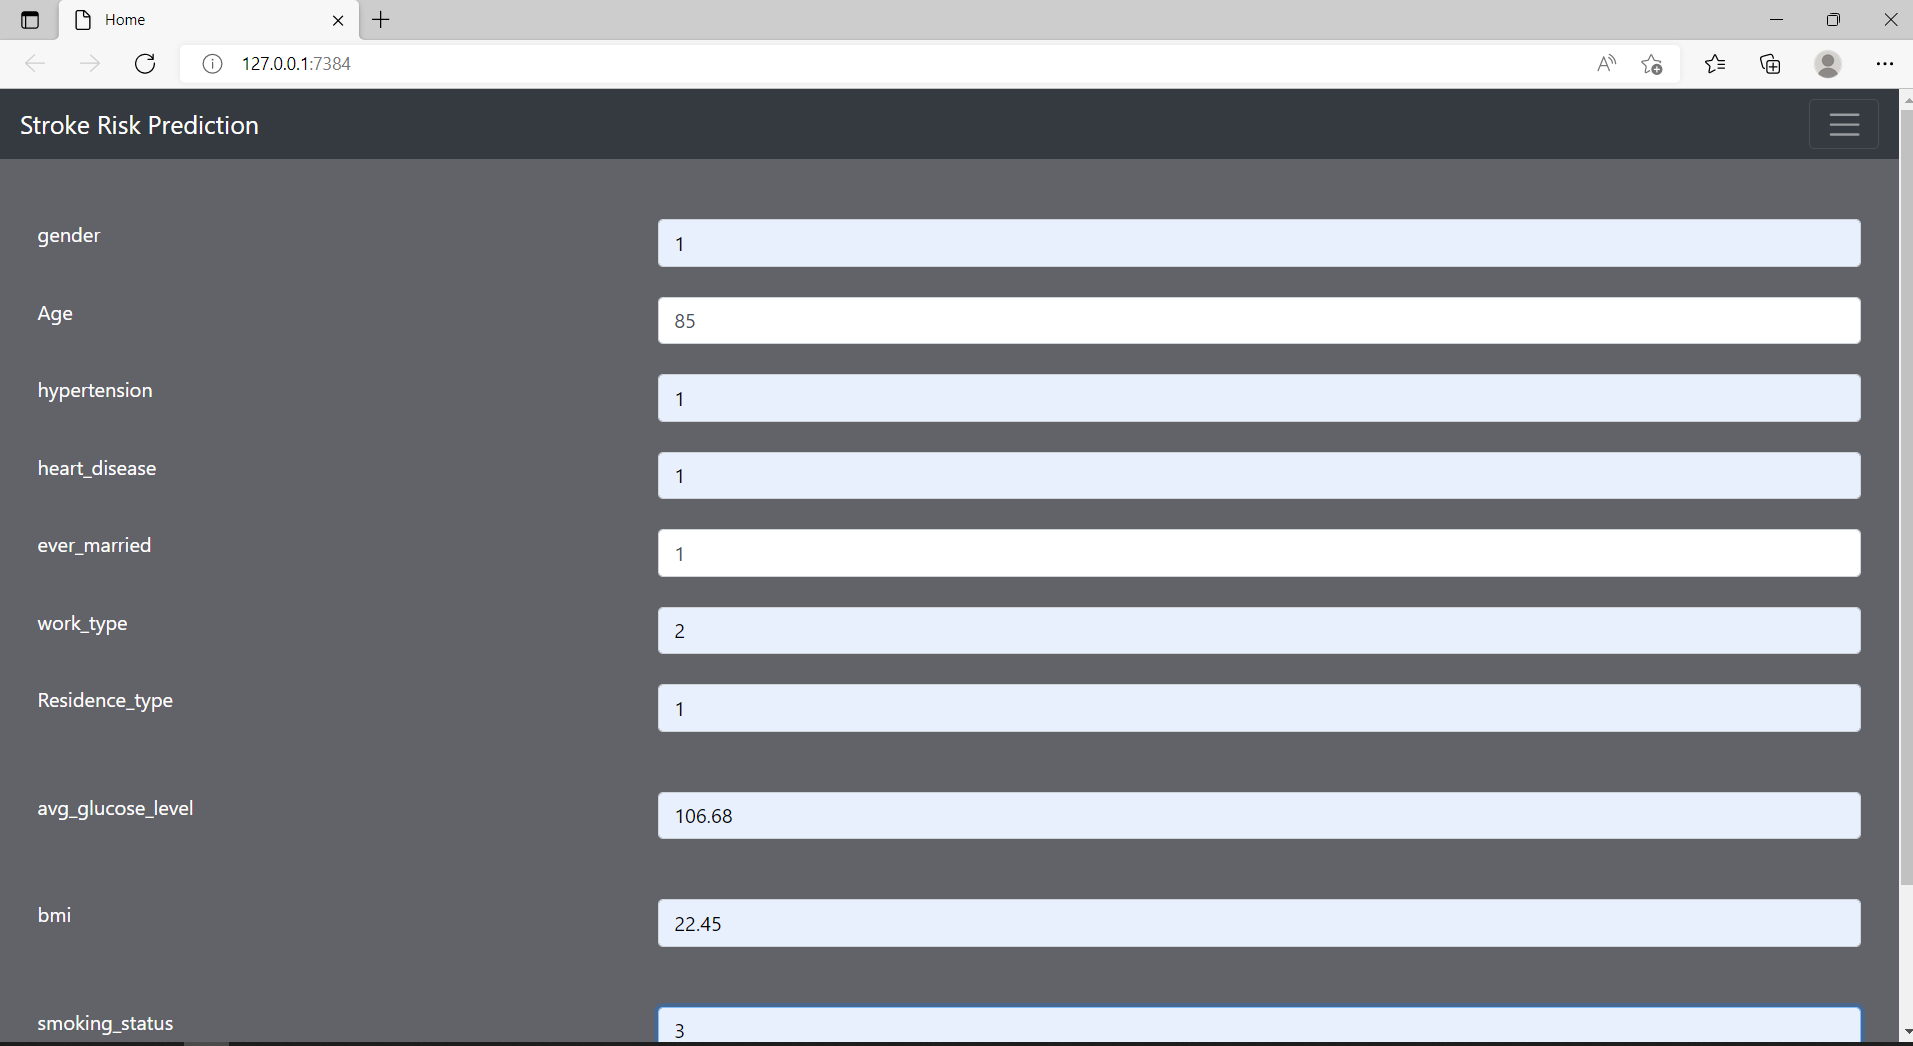 Home
127.0.0.1:7384
Stroke Risk Prediction
gender 1
Age 85
hypertension 1
heart_disease 1
ever_married 1
work_type 2
Residence_type 1
avg_glucose_level 106.68
bmi 22.45
smoking_status 3